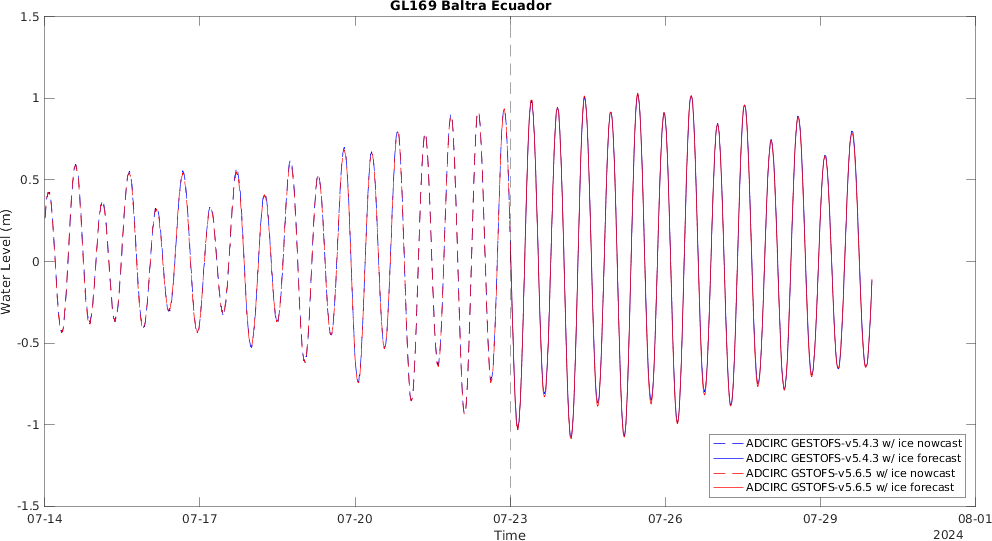 GL169 Baltra Ecuador
1.5
1
0.5
0
-0.5
-1
-1.5
Water Level (m)
ADCIRC GESTOFS-v5.4.3 w/ ice nowcast
ADCIRC GESTOFS-v5.4.3 w/ ice forecast
ADCIRC GSTOFS-v5.6.5 w/ ice nowcast
ADCIRC GSTOFS-v5.6.5 w/ ice forecast
07-14 07-17 07-20 07-23 07-26 07-29 08-01
Time
2024